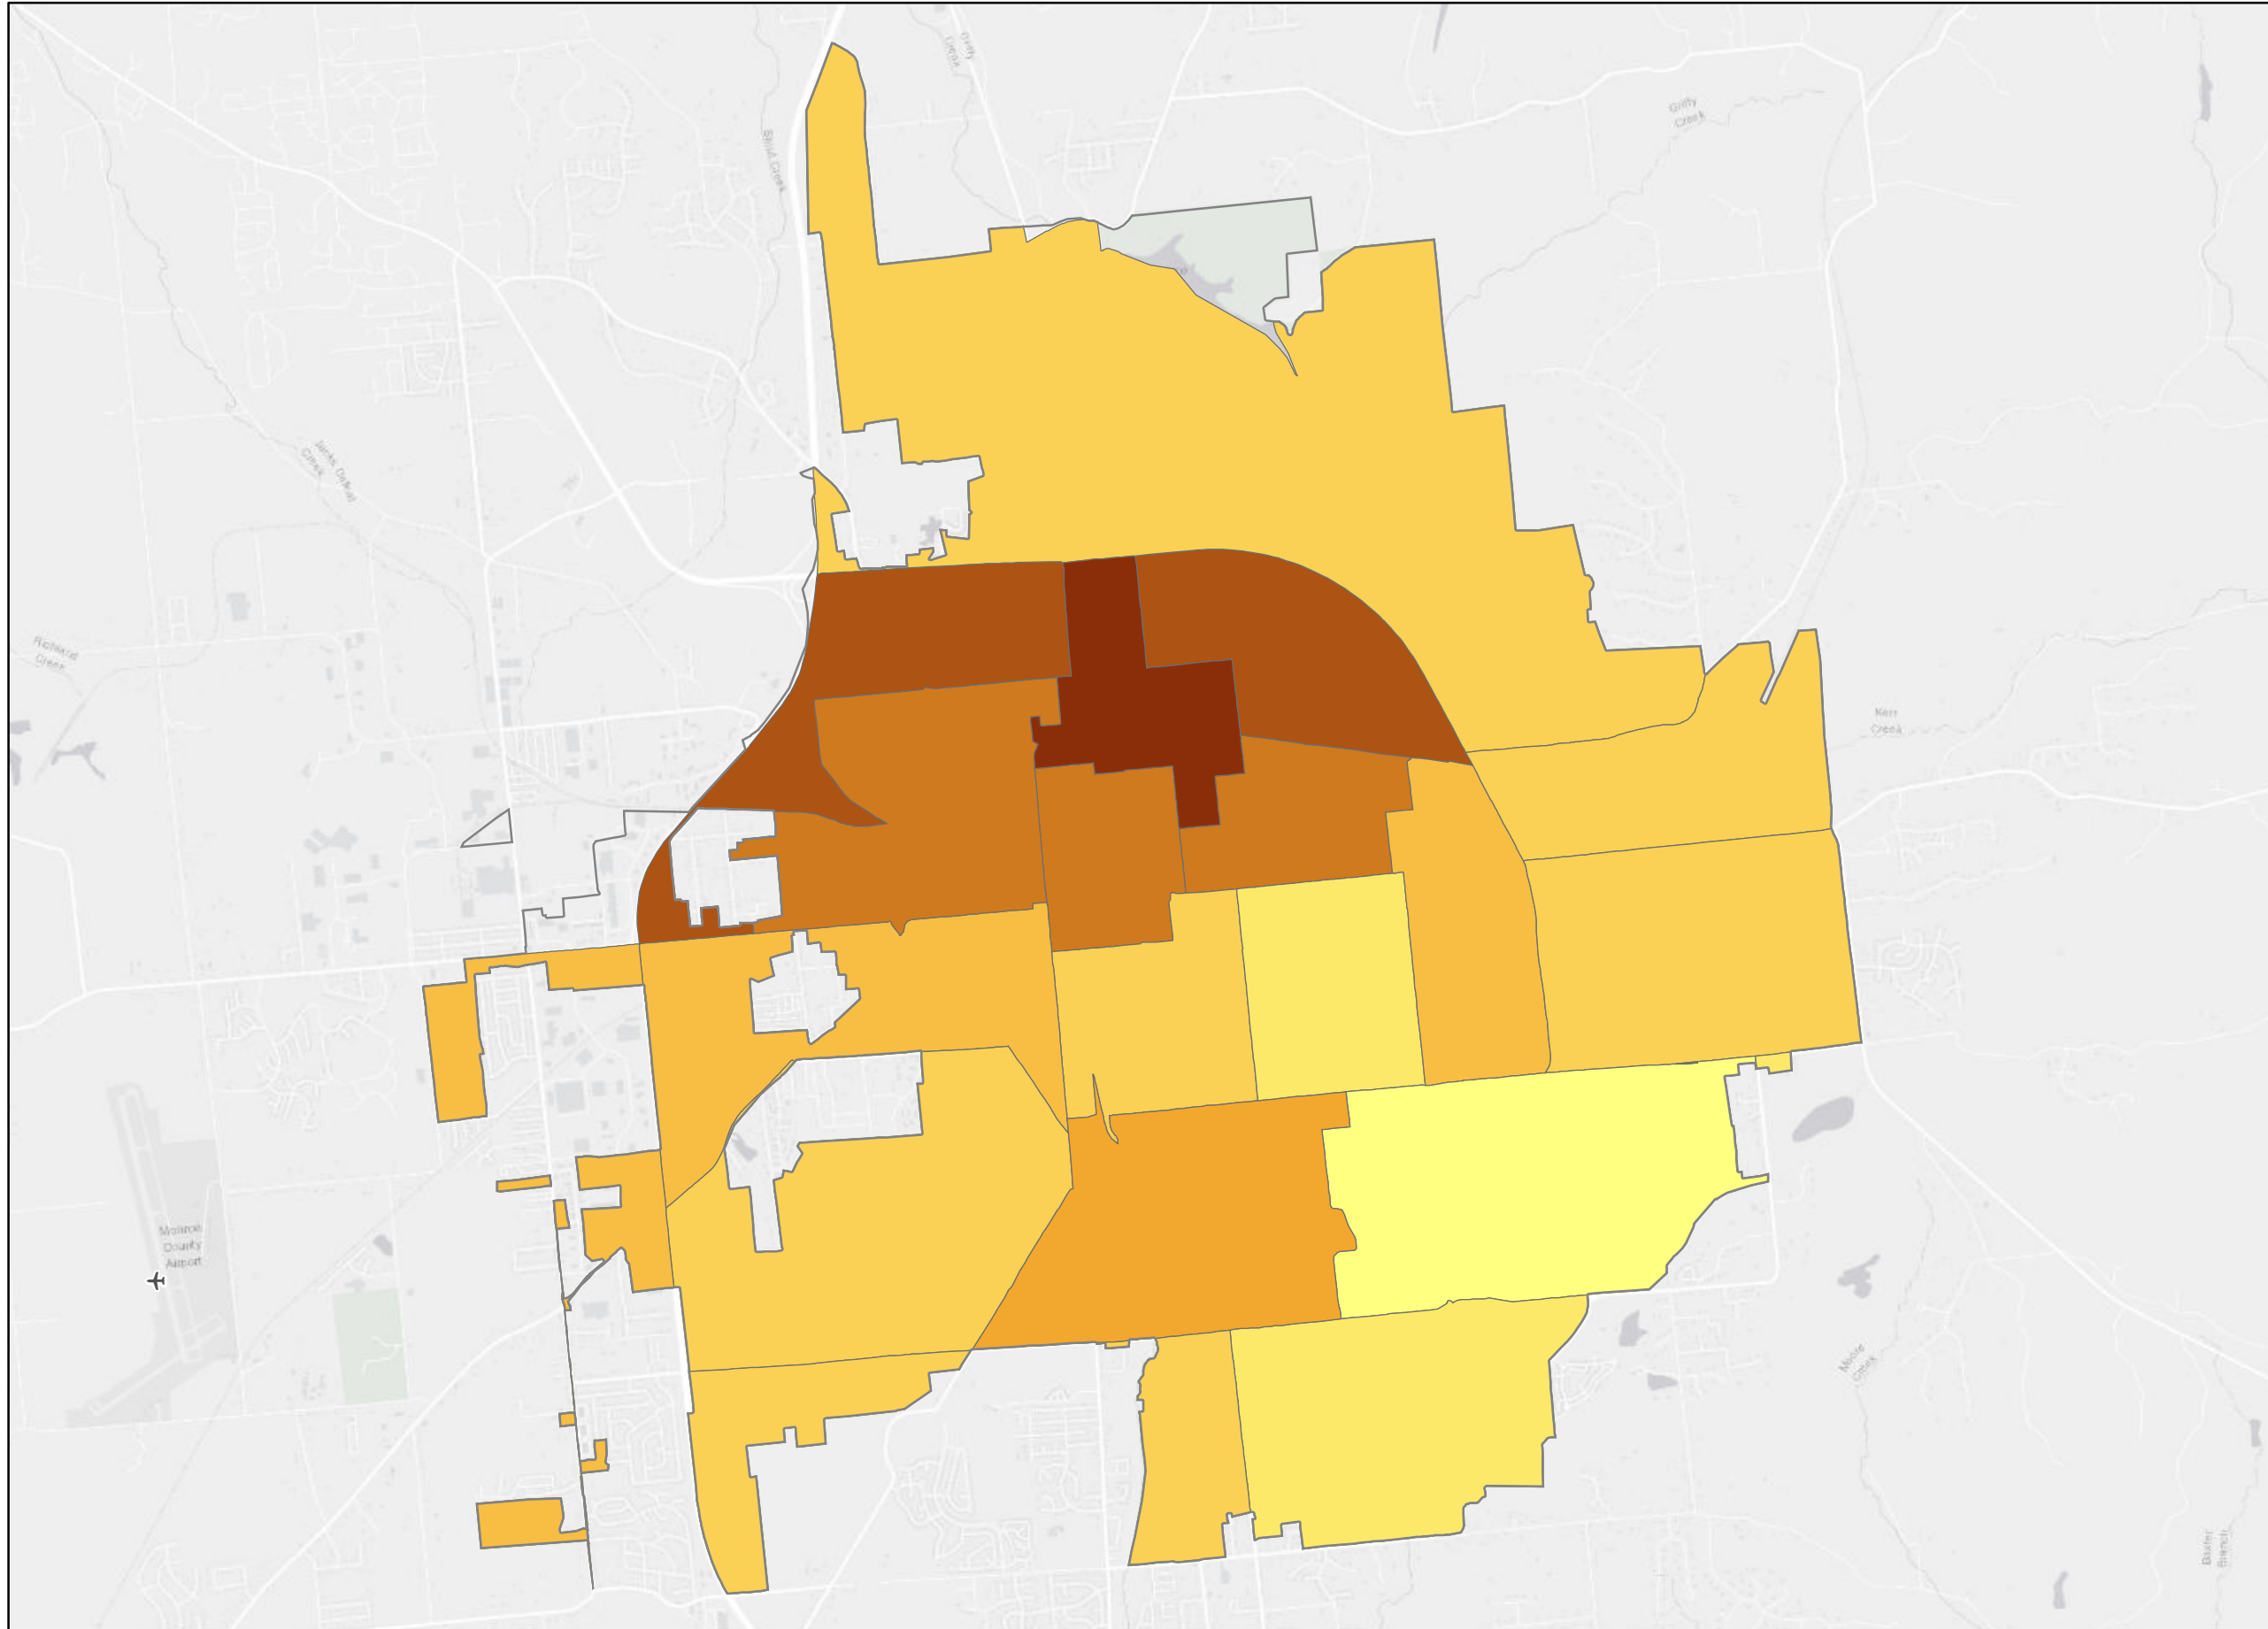 Griffy
Creek
Stout Creek
Griffy
Creek
Jacks Defeat
Creek
Richland
Creek
Kerr
Creek
Monroe
County
Airport
Moore
Creek
Baxter
Branch